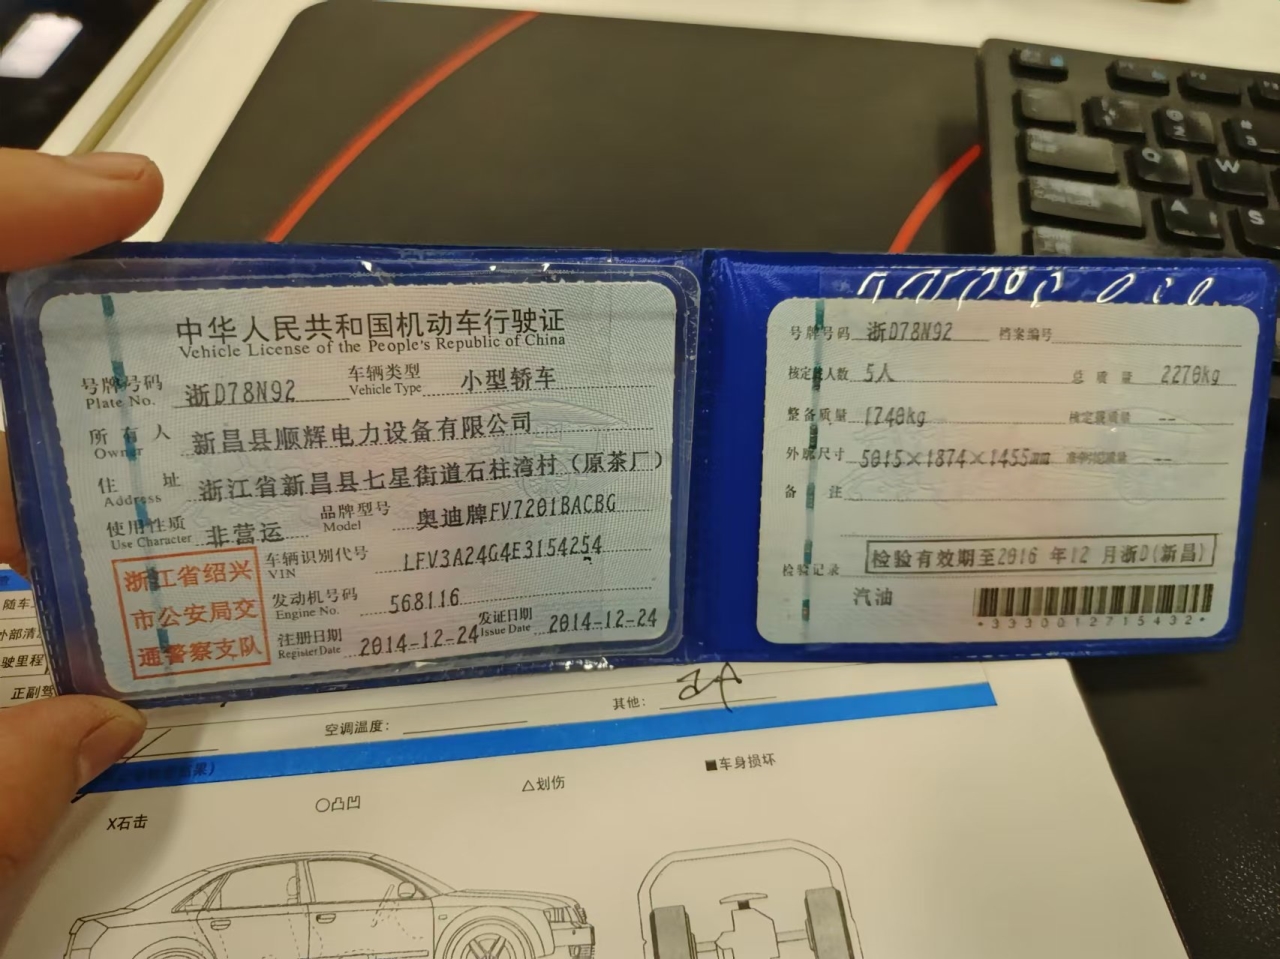 中华人民共和国机动车行驶证
Vehicle License of the People's Republic of China
号牌号码 浙D78N92 车辆类型 小型轿车
Plate No. Vehicle Type
所有人 新昌县顺辉电力设备有限公司
Owner
住址 浙江省新昌县七星街道石柱湾村（原茶厂）
Address
使用性质 非营运 品牌型号 奥迪牌FV7201BACBG
Use Character Model
浙江省绍兴
市公安局交
通警察支队
车辆识别代号 LFV3A24G4E3154254
VIN
发动机号码 568116
Engine No.
注册日期 2014-12-24 发证日期 2014-12-24
Register Date Issue Date
号牌号码 浙D78N92 档案编号
核定载人数 5人 总质量 2270kg
整备质量 1740kg 核定载质量 --
外廓尺寸 5015×1874×1455 --
备注
检验记录 检验有效期至2016年12月浙D(新昌)
汽油
*3330012715432*
随车
外部清
驶里程
正副驾
空调温度： 其他：
X石击 ○凸凹 △划伤 ■车身损坏
Q
W
A
S